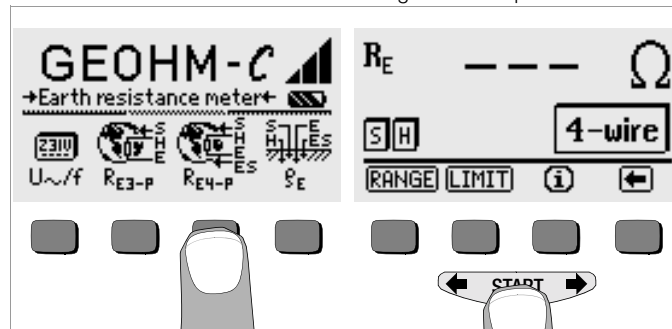 GEOHM-C
Earth resistance meter
S
H
E
S
H
E
ES
S
H
E
ES
231V
U~/f
RE3-P
RE4-P
ρE
RE
– – –
Ω
S H
4-wire
RANGE LIMIT i
START